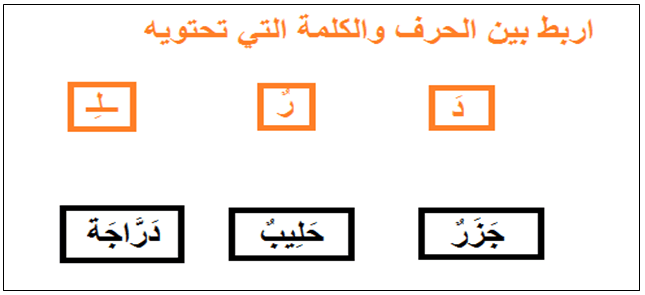 اربط بين الحرف والكلمة التي تحتويه
دَ رٌ ـلِـ
جَزَرٌ حَلِيبٌ دَرَّاجَة